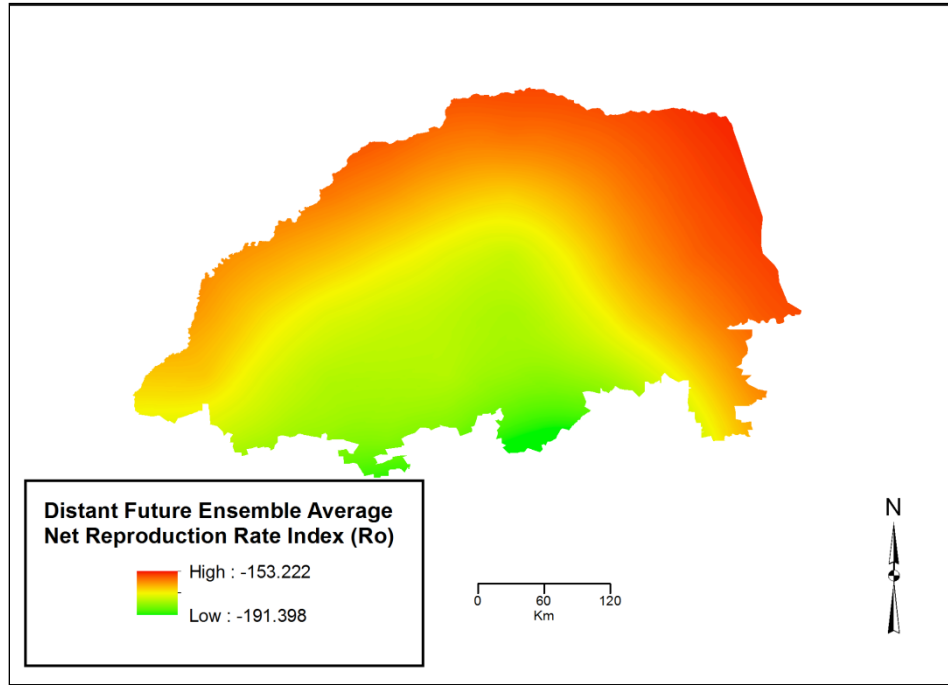 Distant Future Ensemble Average
Net Reproduction Rate Index (Ro)
High : -153.222
Low : -191.398
0 60 120
Km
N